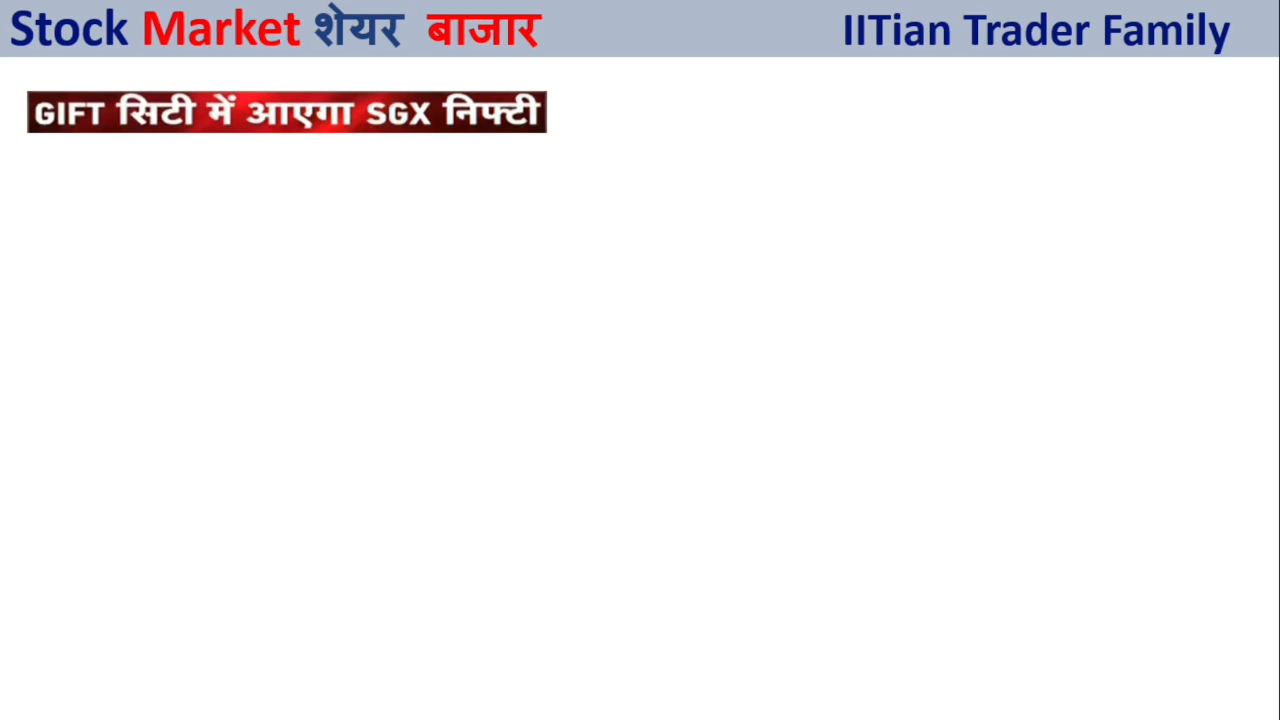 Stock Market शेयर बाजार IITian Trader Family
GIFT सिटी में आएगा SGX निफ्टी